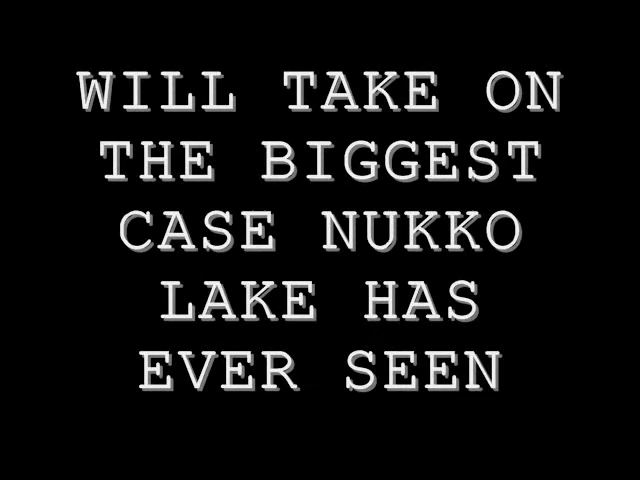 WILL TAKE ON
THE BIGGEST
CASE NUKKO
LAKE HAS
EVER SEEN